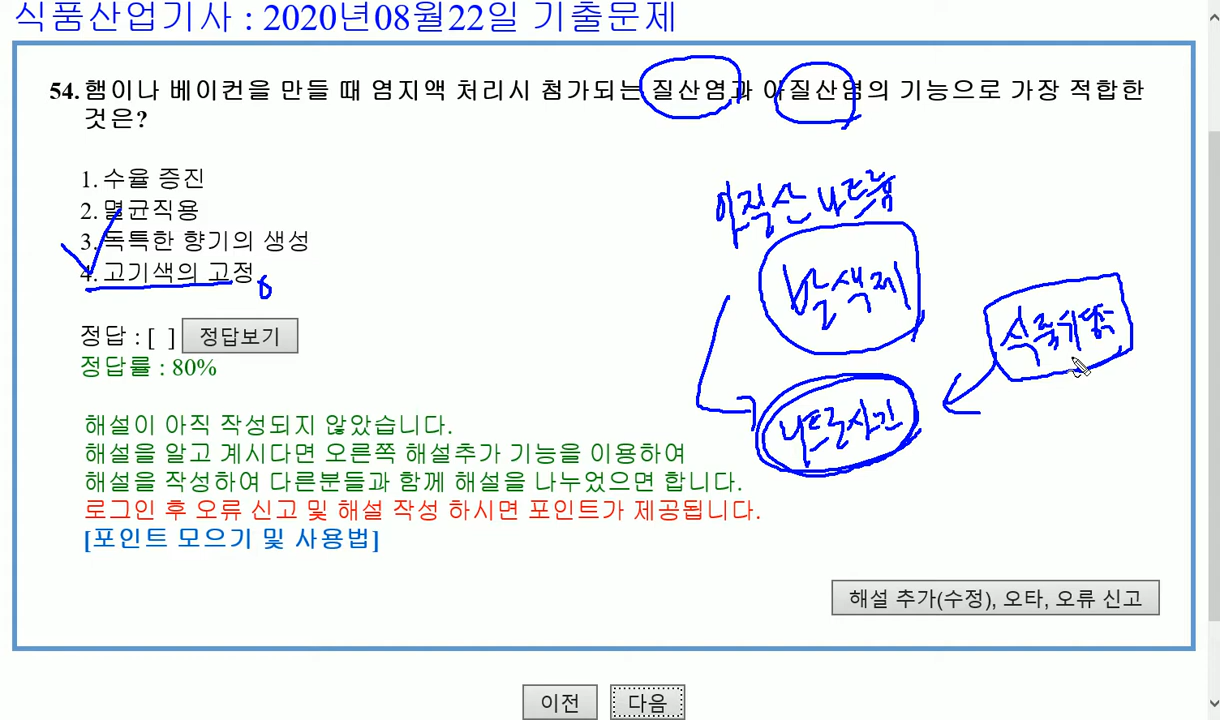 식품산업기사 : 2020년08월22일 기출문제
54. 햄이나 베이컨을 만들 때 염지액 처리시 첨가되는 질산염과 아질산염의 기능으로 가장 적합한
것은?
1. 수율 증진
2. 멸균직용
3. 독특한 향기의 생성
4. 고기색의 고정
아질산 나트륨
발색제
식육취급
나트로사긴
정답 : [ ] 정답보기
정답률 : 80%
해설이 아직 작성되지 않았습니다.
해설을 알고 계시다면 오른쪽 해설추가 기능을 이용하여
해설을 작성하여 다른분들과 함께 해설을 나누었으면 합니다.
로그인 후 오류 신고 및 해설 작성 하시면 포인트가 제공됩니다.
[포인트 모으기 및 사용법]
해설 추가(수정), 오타, 오류 신고
이전 다음